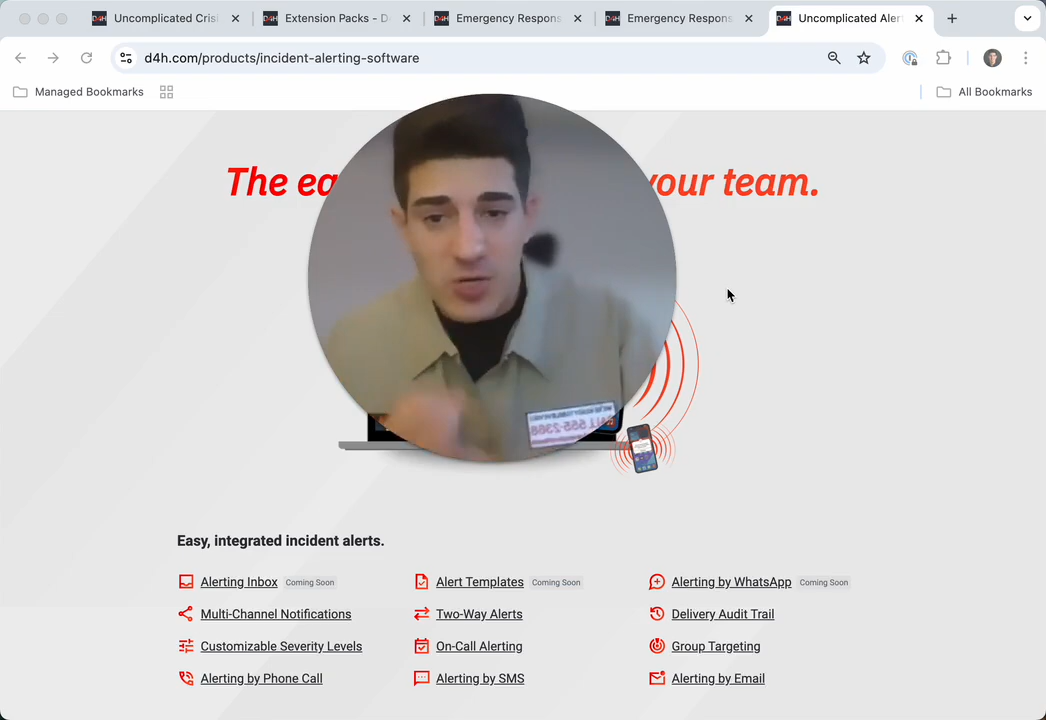 Uncomplicated Cris
Extension Packs - D
Emergency Respons
Emergency Respons
Uncomplicated Aler
d4h.com/products/incident-alerting-software
Managed Bookmarks
All Bookmarks
The ea
your team.
Easy, integrated incident alerts.
Alerting Inbox Coming Soon
Alert Templates Coming Soon
Alerting by WhatsApp Coming Soon
Multi-Channel Notifications
Two-Way Alerts
Delivery Audit Trail
Customizable Severity Levels
On-Call Alerting
Group Targeting
Alerting by Phone Call
Alerting by SMS
Alerting by Email